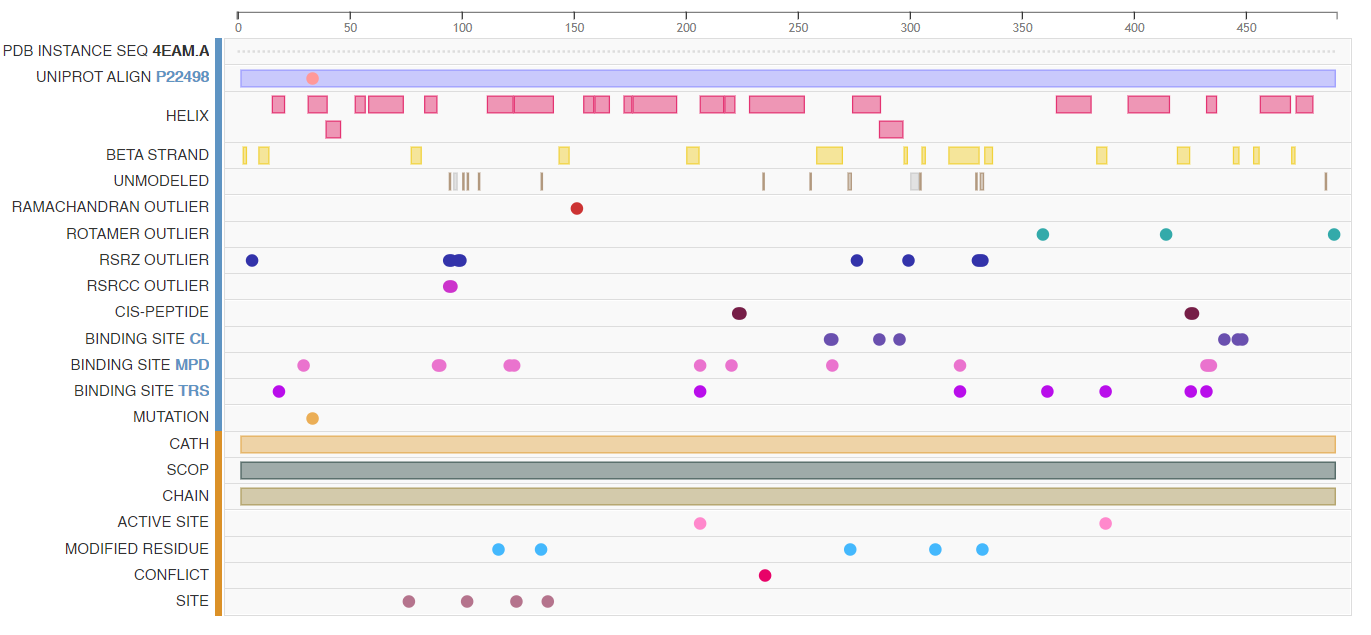 0 50 100 150 200 250 300 350 400 450
PDB INSTANCE SEQ 4EAM.A
UNIPROT ALIGN P22498
HELIX
BETA STRAND
UNMODELED
RAMACHANDRAN OUTLIER
ROTAMER OUTLIER
RSRZ OUTLIER
RSRCC OUTLIER
CIS-PEPTIDE
BINDING SITE CL
BINDING SITE MPD
BINDING SITE TRS
MUTATION
CATH
SCOP
CHAIN
ACTIVE SITE
MODIFIED RESIDUE
CONFLICT
SITE